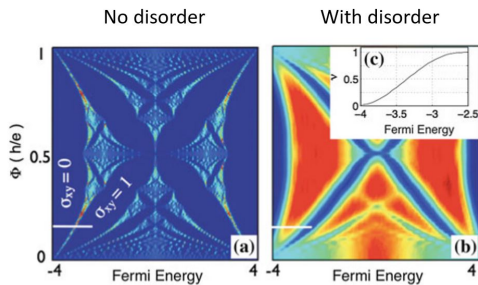 No disorder
With disorder
1
Φ (h/e)
0.5
0
σxy = 0
σxy = 1
(a)
-4
Fermi Energy
4
(c)
1
0.5
0
ν
-4
-3.5
-3
-2.5
Fermi Energy
(b)
-4
Fermi Energy
4